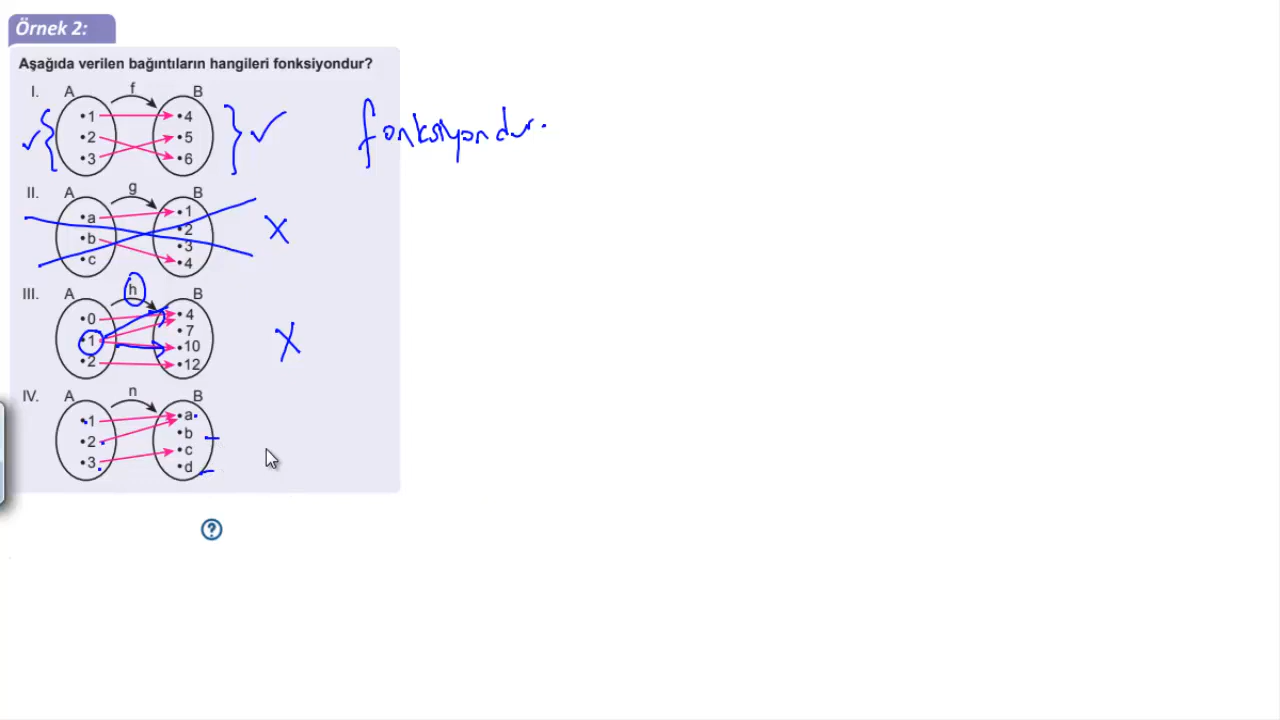 Örnek 2:
Aşağıda verilen bağıntıların hangileri fonksiyondur?
I. A f B
1 4
2 5
3 6
fonksiyondur.
II. A g B
a 1
b 2
c 3
4
X
III. A h B
0 4
1 7
2 10
12
X
IV. A n B
1 a
2 b
3 c
d
?